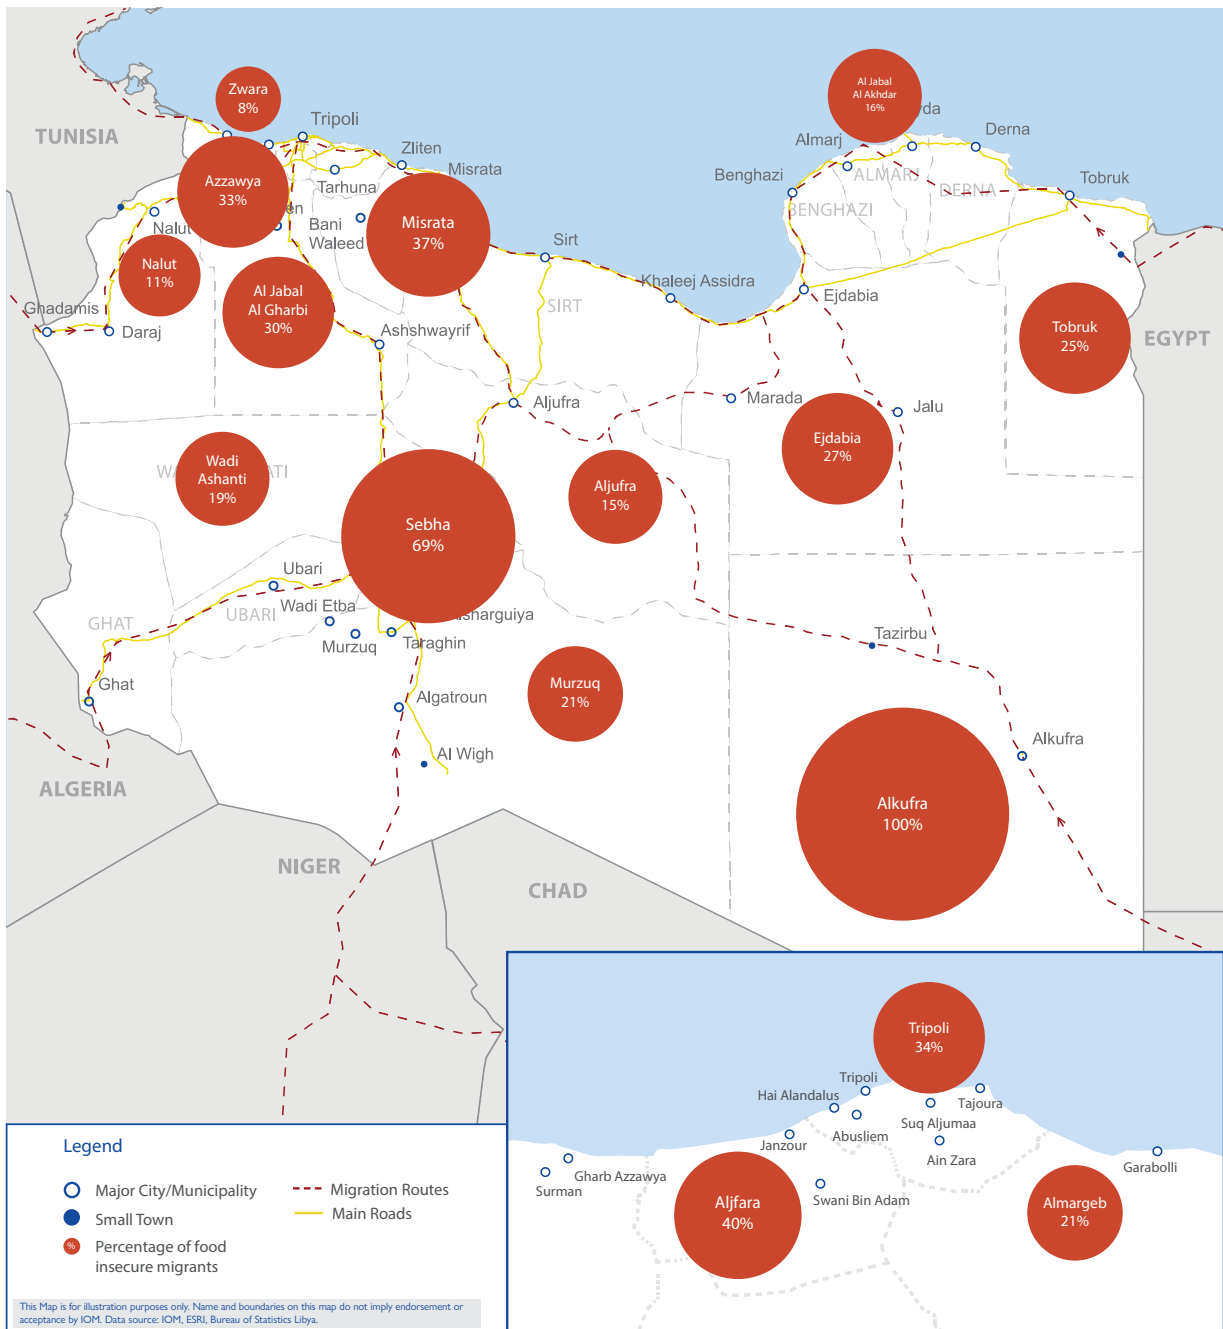 Zwara
8%
Al Jabal
Al Akhdar
16%
yda
TUNISIA
Tripoli
Zliten
Misrata
Almarj
Derna
Azzawya
33%
Tarhuna
Benghazi
ALMARJ
DERNA
Tobruk
BENGHAZI
Nalut
en
Bani
Waleed
Misrata
37%
Sirt
Nalut
11%
Al Jabal
Al Gharbi
30%
Khaleej Assidra
Ejdabia
SIRT
Ghadamis
Daraj
Ashshwayrif
Tobruk
25%
EGYPT
Aljufra
Marada
Jalu
Ejdabia
27%
Wadi
Ashanti
19%
WA
ATI
Aljufra
15%
Sebha
69%
Ubari
UBARI
Wadi Etba
GHAT
Murzuq
Taraghin
sharguiya
Tazirbu
Murzuq
21%
Ghat
Algatroun
Al Wigh
Alkufra
Alkufra
100%
ALGERIA
NIGER
CHAD
Tripoli
34%
Tripoli
Hai Alandalus
Tajoura
Suq Aljumaa
Abusliem
Janzour
Ain Zara
Garabolli
Gharb Azzawya
Surman
Swani Bin Adam
Aljfara
40%
Almargeb
21%
Legend
Major City/Municipality
Small Town
%
Percentage of food
insecure migrants
Migration Routes
Main Roads
This Map is for illustration purposes only. Name and boundaries on this map do not imply endorsement or
acceptance by IOM. Data source: IOM, ESRI, Bureau of Statistics Libya.